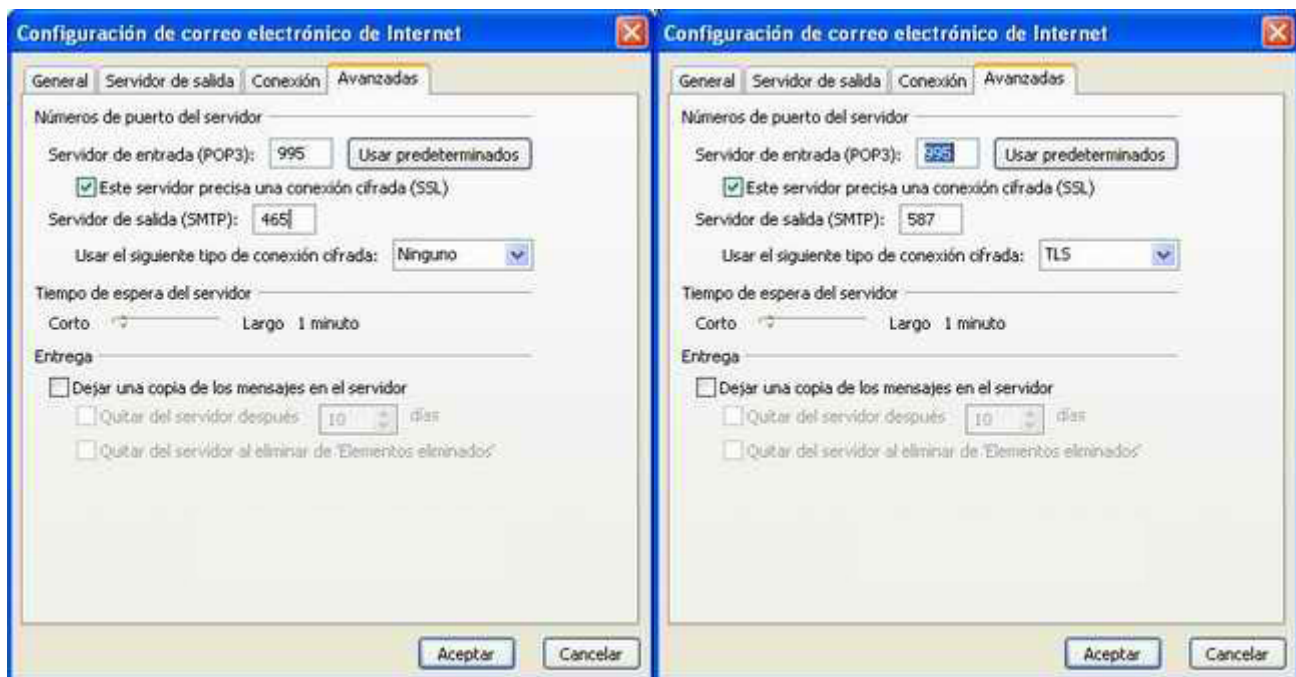 Configuración de correo electrónico de Internet
General Servidor de salida Conexión Avanzadas
Números de puerto del servidor
Servidor de entrada (POP3): 995 Usar predeterminados
Este servidor precisa una conexión cifrada (SSL)
Servidor de salida (SMTP): 465
Usar el siguiente tipo de conexión cifrada: Ninguno
Tiempo de espera del servidor
Corto Largo 1 minuto
Entrega
Dejar una copia de los mensajes en el servidor
Quitar del servidor después 10 días
Quitar del servidor al eliminar de 'Elementos eliminados'
Aceptar Cancelar
Configuración de correo electrónico de Internet
General Servidor de salida Conexión Avanzadas
Números de puerto del servidor
Servidor de entrada (POP3): 995 Usar predeterminados
Este servidor precisa una conexión cifrada (SSL)
Servidor de salida (SMTP): 587
Usar el siguiente tipo de conexión cifrada: TLS
Tiempo de espera del servidor
Corto Largo 1 minuto
Entrega
Dejar una copia de los mensajes en el servidor
Quitar del servidor después 10 días
Quitar del servidor al eliminar de 'Elementos eliminados'
Aceptar Cancelar